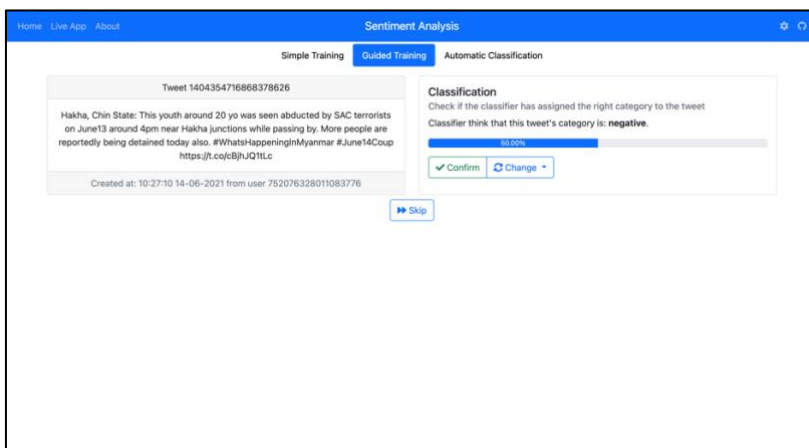 Home Live App About Sentiment Analysis
Simple Training Guided Training Automatic Classification
Tweet 1404354716868378626
Hakha, Chin State: This youth around 20 yo was seen abducted by SAC terrorists
on June13 around 4pm near Hakha junctions while passing by. More people are
reportedly being detained today also. #WhatsHappeningInMyanmar #June14Coup
https://t.co/cBjhJQ1tLc
Created at: 10:27:10 14-06-2021 from user 752076328011083776
Classification
Check if the classifier has assigned the right category to the tweet
Classifier think that this tweet's category is: negative.
50.00%
Confirm Change
Skip